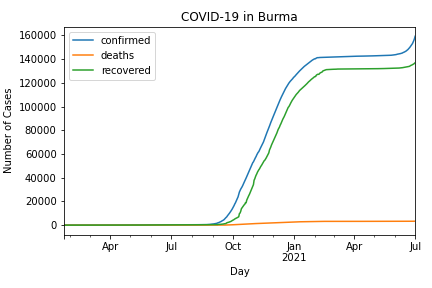 COVID-19 in Burma
confirmed
deaths
recovered
Number of Cases
160000
140000
120000
100000
80000
60000
40000
20000
0
Apr Jul Oct Jan Apr Jul
2021
Day